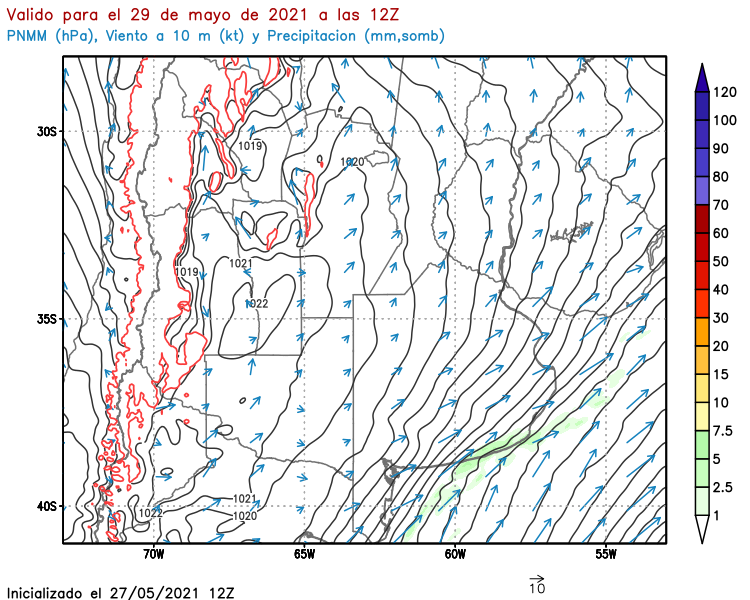 Valido para el 29 de mayo de 2021 a las 12Z
PNMM (hPa), Viento a 10 m (kt) y Precipitacion (mm,somb)
30S
35S
40S
70W
65W
60W
55W
1019
1020
1021
1019
1022
1021
1022
1020
120
100
90
80
70
60
50
40
30
20
15
10
7.5
5
2.5
1
10
Inicializado el 27/05/2021 12Z